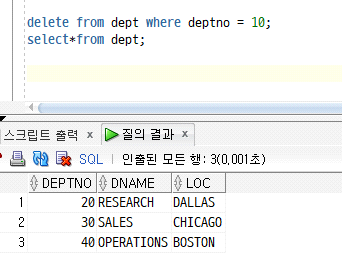 delete from dept where deptno = 10;
select*from dept;
스크립트 출력 x 질의 결과 x
SQL | 인출된 모든 행: 3(0,001초)
DEPTNO DNAME LOC
1 20 RESEARCH DALLAS
2 30 SALES CHICAGO
3 40 OPERATIONS BOSTON